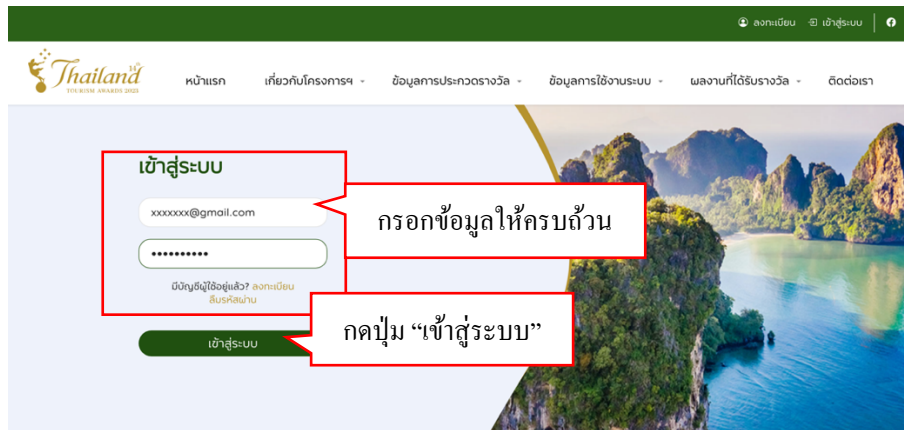 ลงทะเบียน เข้าสู่ระบบ
Thailand
TOURISM AWARDS 2023
หน้าแรก เกี่ยวกับโครงการฯ ข้อมูลการประกวดรางวัล ข้อมูลการใช้งานระบบ ผลงานที่ได้รับรางวัล ติดต่อเรา
เข้าสู่ระบบ
xxxxxxx@gmail.com
กรอกข้อมูลให้ครบถ้วน
••••••••••
มีบัญชีผู้ใช้อยู่แล้ว? ลงทะเบียน
ลืมรหัสผ่าน
กดปุ่ม “เข้าสู่ระบบ”
เข้าสู่ระบบ